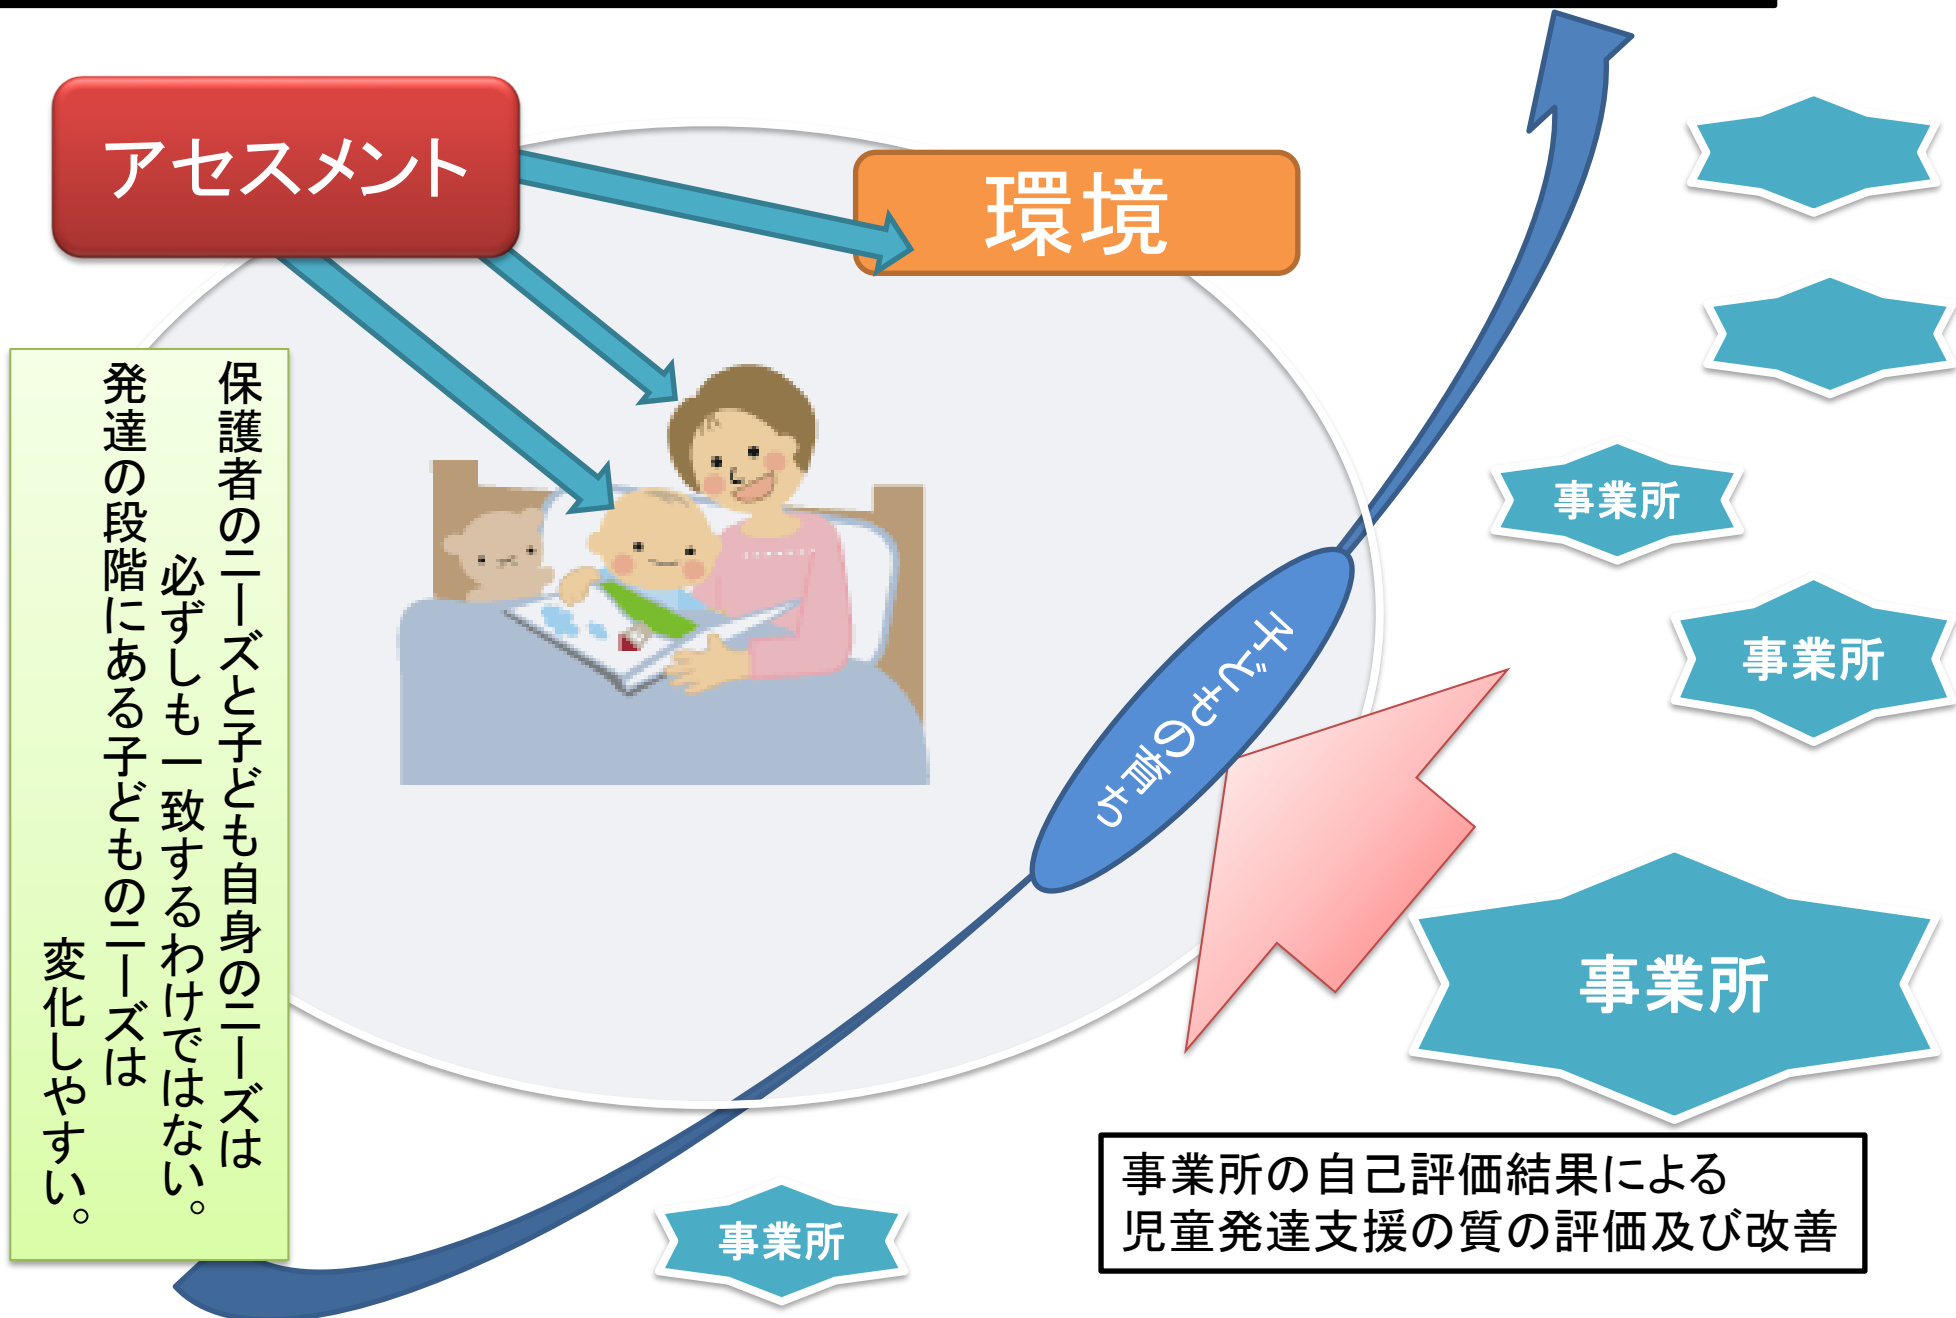 アセスメント
環境
保護者のニーズと子ども自身のニーズは
必ずしも一致するわけではない。
発達の段階にある子どものニーズは
変化しやすい。
子どもの育ち
事業所
事業所
事業所
事業所
事業所の自己評価結果による
児童発達支援の質の評価及び改善